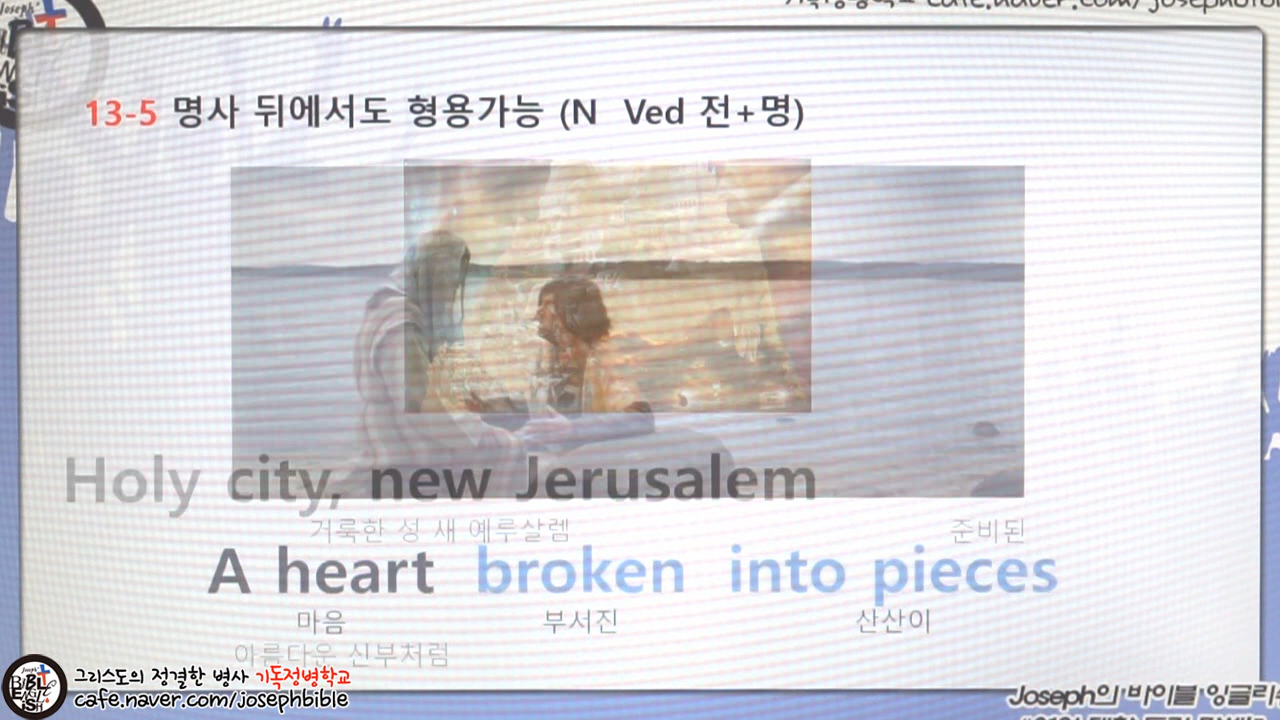 cafe.naver.com/josephbible
13-5 명사 뒤에서도 형용가능 (N Ved 전+명)
Holy city, new Jerusalem
거룩한 성 새 예루살렘 준비된
A heart broken into pieces
마음 부서진 산산이
아름다운 신부처럼
그리스도의 정결한 병사 기독정병학교
cafe.naver.com/josephbible
Joseph의 바이블 잉글리쉬